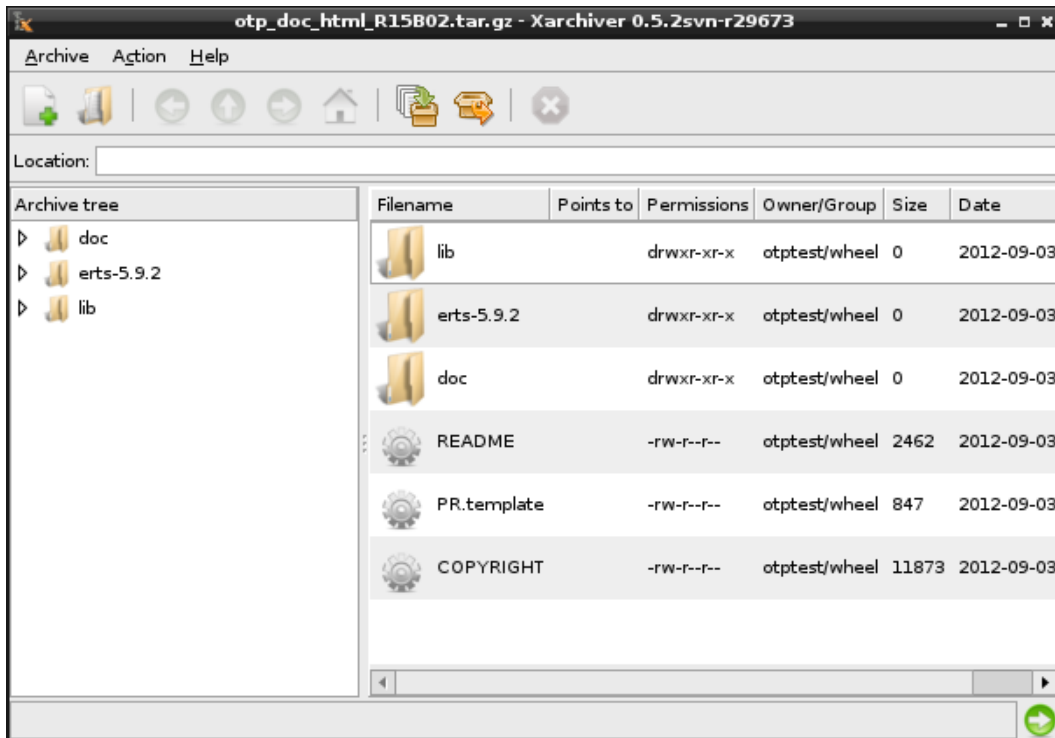 otp_doc_html_R15B02.tar.gz - Xarchiver 0.5.2svn-r29673
Archive Action Help
Location:
Archive tree
doc
erts-5.9.2
lib
Filename Points to Permissions Owner/Group Size Date
lib drwxr-xr-x otptest/wheel 0 2012-09-03
erts-5.9.2 drwxr-xr-x otptest/wheel 0 2012-09-03
doc drwxr-xr-x otptest/wheel 0 2012-09-03
README -rw-r--r-- otptest/wheel 2462 2012-09-03
PR.template -rw-r--r-- otptest/wheel 847 2012-09-03
COPYRIGHT -rw-r--r-- otptest/wheel 11873 2012-09-03